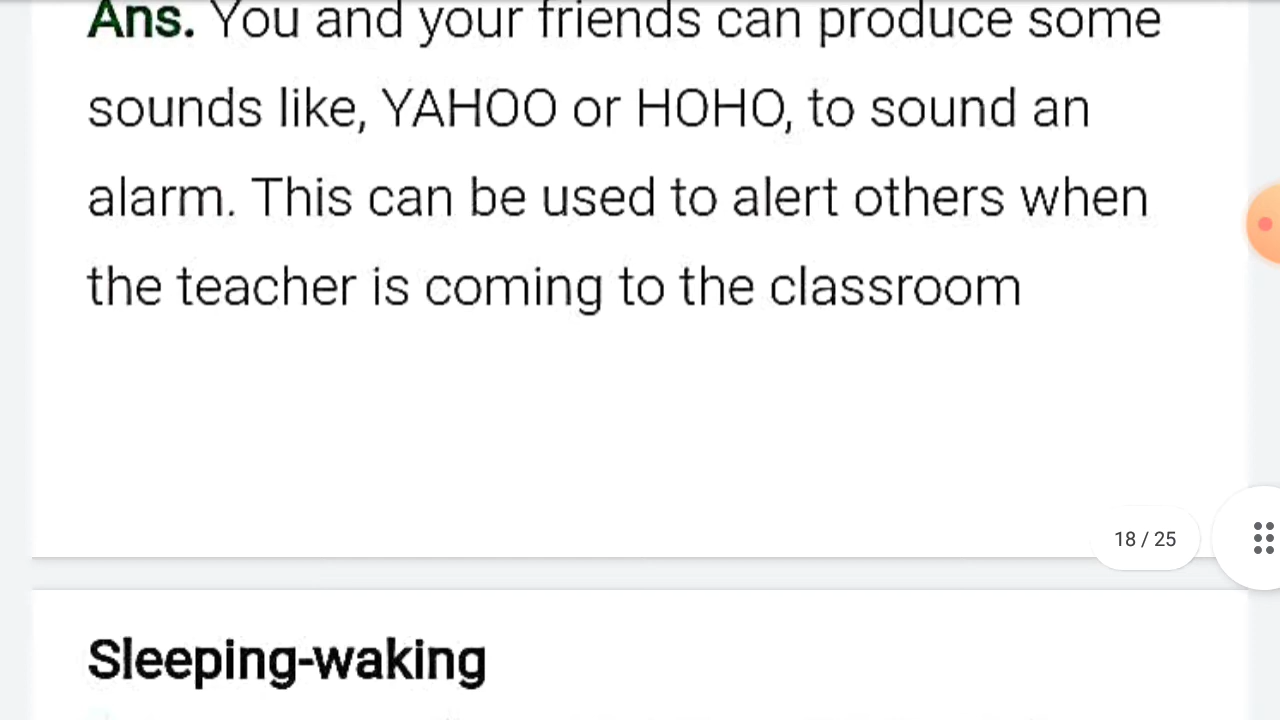 Ans. You and your friends can produce some
sounds like, YAHOO or HOHO, to sound an
alarm. This can be used to alert others when
the teacher is coming to the classroom
18 / 25
Sleeping-waking